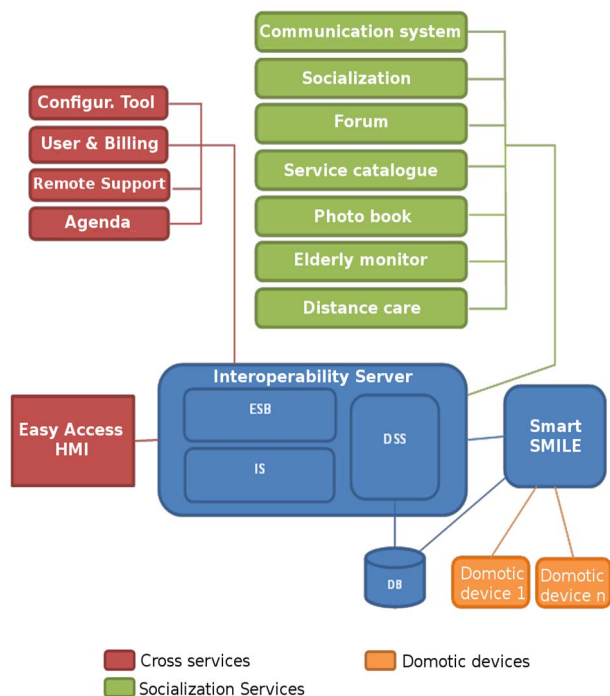 Communication system
Socialization
Forum
Service catalogue
Photo book
Elderly monitor
Distance care
Configur. Tool
User & Billing
Remote Support
Agenda
Interoperability Server
ESB
IS
DSS
Easy Access
HMI
Smart
SMILE
DB
Domotic
device 1
Domotic
device n
Cross services
Domotic devices
Socialization Services